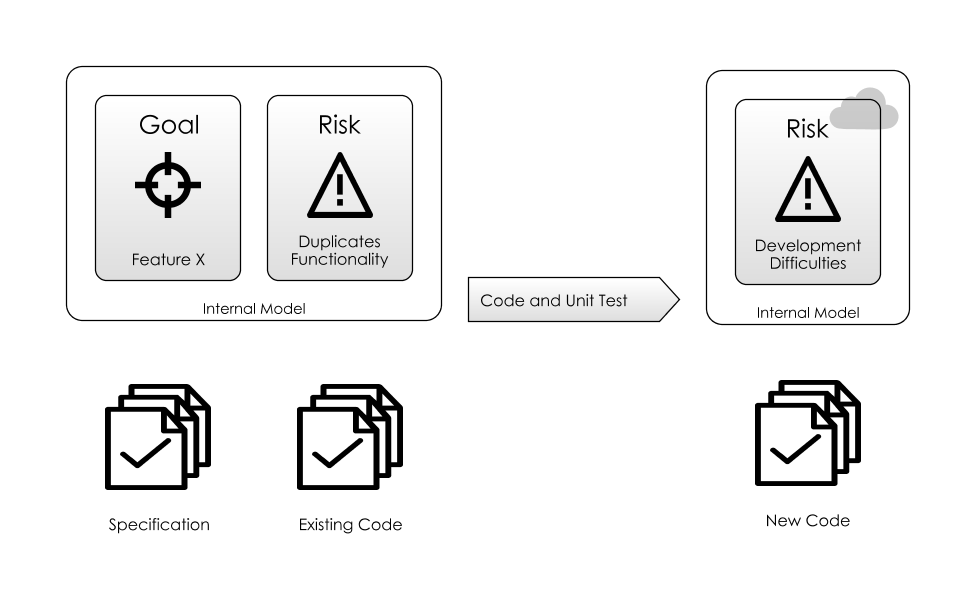 Goal
Feature X
Risk
Duplicates
Functionality
Internal Model
Code and Unit Test
Risk
Development
Difficulties
Internal Model
Specification
Existing Code
New Code